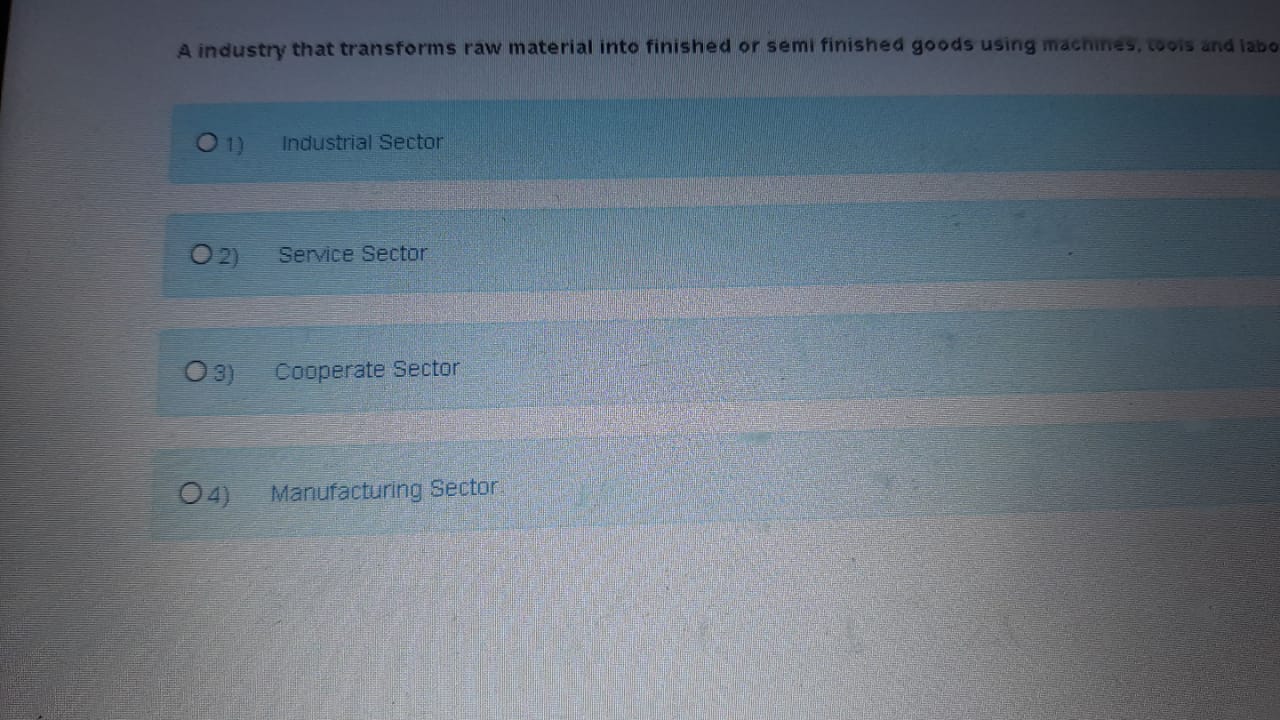 A industry that transforms raw material into finished or semi finished goods using machines, tools and labo
1) Industrial Sector
2) Service Sector
3) Cooperate Sector
4) Manufacturing Sector